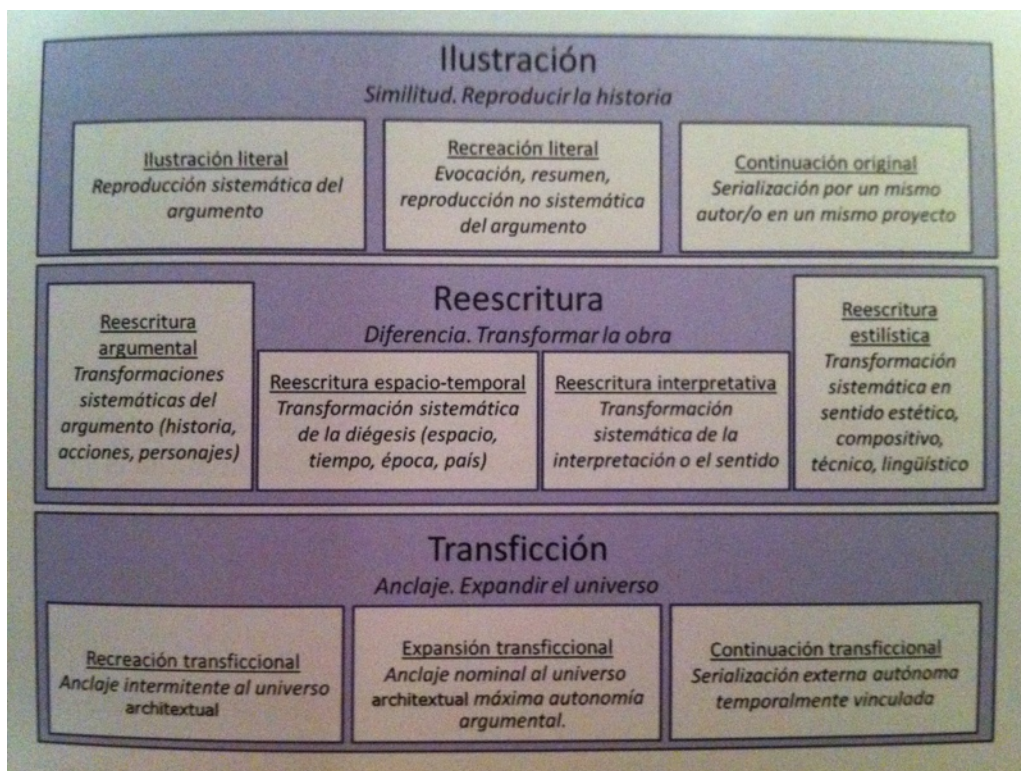 Ilustración
Similitud. Reproducir la historia
Ilustración literal
Reproducción sistemática del
argumento
Recreación literal
Evocación, resumen,
reproducción no sistemática
del argumento
Continuación original
Serialización por un mismo
autor/o en un mismo proyecto
Reescritura
Diferencia. Transformar la obra
Reescritura
argumental
Transformaciones
sistemáticas del
argumento (historia,
acciones, personajes)
Reescritura espacio-temporal
Transformación sistemática
de la diégesis (espacio,
tiempo, época, país)
Reescritura interpretativa
Transformación
sistemática de la
interpretación o el sentido
Reescritura
estilística
Transformación
sistemática en
sentido estético,
compositivo,
técnico, lingüístico
Transficción
Anclaje. Expandir el universo
Recreación transficcional
Anclaje intermitente al universo
architextual
Expansión transficcional
Anclaje nominal al universo
architextual máxima autonomía
argumental.
Continuación transficcional
Serialización externa autónoma
temporalmente vinculada